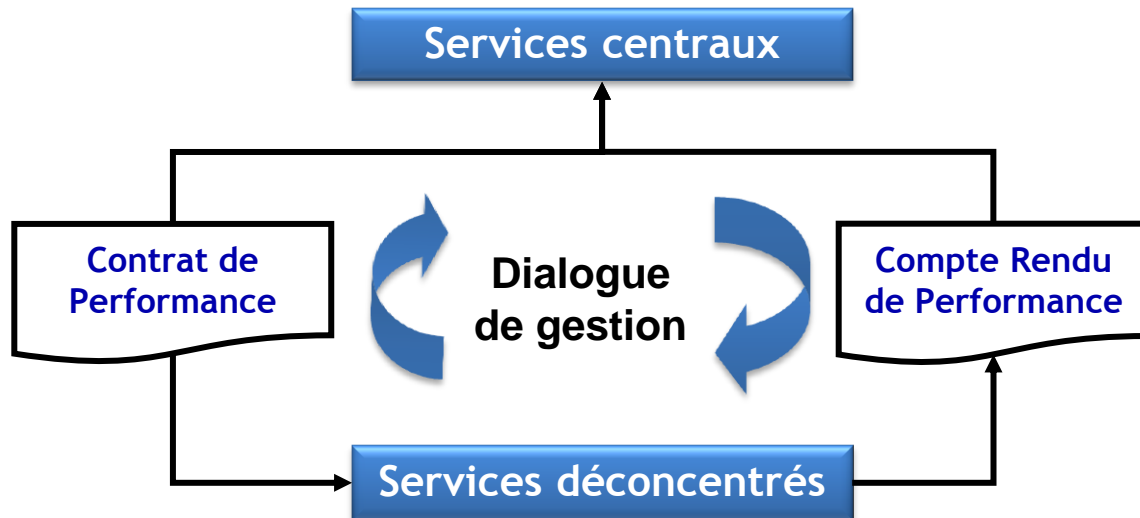 Services centraux
Contrat de
Performance
Dialogue
de gestion
Compte Rendu
de Performance
Services déconcentrés